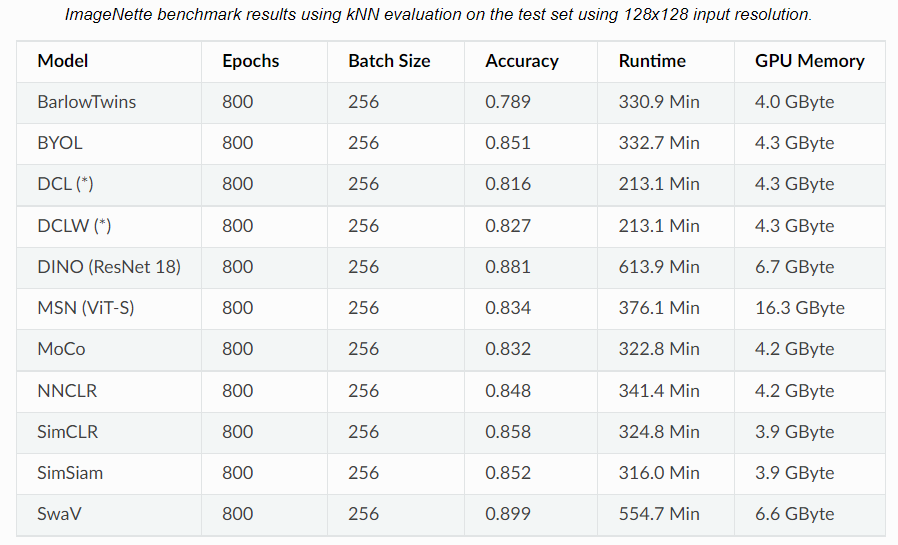 ImageNette benchmark results using kNN evaluation on the test set using 128x128 input resolution.
Model Epochs Batch Size Accuracy Runtime GPU Memory
BarlowTwins 800 256 0.789 330.9 Min 4.0 GByte
BYOL 800 256 0.851 332.7 Min 4.3 GByte
DCL (*) 800 256 0.816 213.1 Min 4.3 GByte
DCLW (*) 800 256 0.827 213.1 Min 4.3 GByte
DINO (ResNet 18) 800 256 0.881 613.9 Min 6.7 GByte
MSN (ViT-S) 800 256 0.834 376.1 Min 16.3 GByte
MoCo 800 256 0.832 322.8 Min 4.2 GByte
NNCLR 800 256 0.848 341.4 Min 4.2 GByte
SimCLR 800 256 0.858 324.8 Min 3.9 GByte
SimSiam 800 256 0.852 316.0 Min 3.9 GByte
SwaV 800 256 0.899 554.7 Min 6.6 GByte